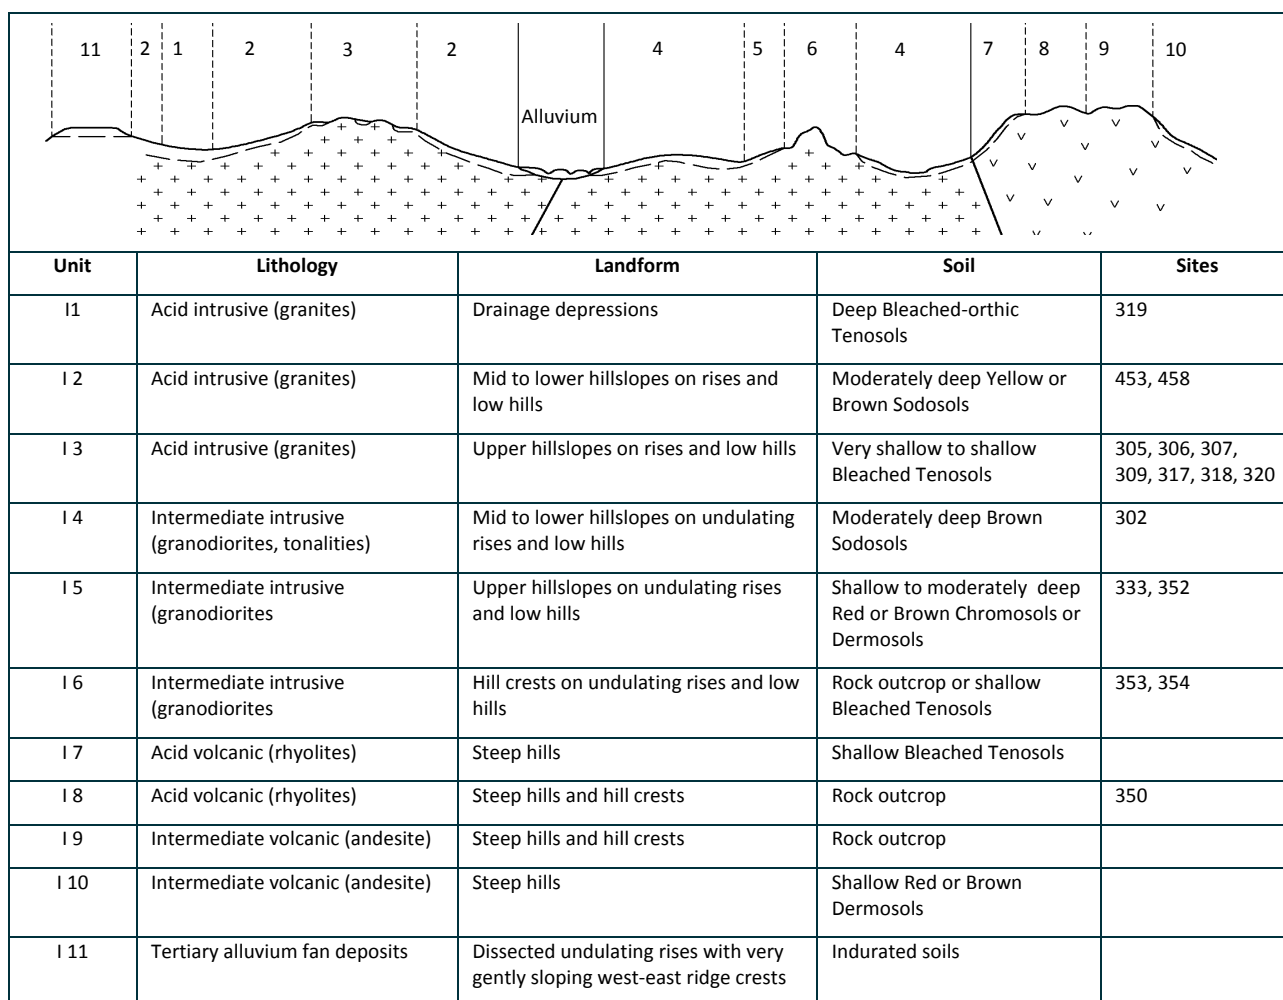 11 2 1 2 3 2 4 5 6 4 7 8 9 10
Alluvium
Unit Lithology Landform Soil Sites
I1 Acid intrusive (granites) Drainage depressions Deep Bleached-orthic 319
Tenosols
I 2 Acid intrusive (granites) Mid to lower hillslopes on rises and Moderately deep Yellow or 453, 458
low hills Brown Sodosols
I 3 Acid intrusive (granites) Upper hillslopes on rises and low hills Very shallow to shallow 305, 306, 307,
Bleached Tenosols 309, 317, 318, 320
I 4 Intermediate intrusive Mid to lower hillslopes on undulating Moderately deep Brown 302
(granodiorites, tonalities) rises and low hills Sodosols
I 5 Intermediate intrusive Upper hillslopes on undulating rises Shallow to moderately deep 333, 352
(granodiorites and low hills Red or Brown Chromosols or
Dermosols
I 6 Intermediate intrusive Hill crests on undulating rises and low Rock outcrop or shallow 353, 354
(granodiorites hills Bleached Tenosols
I 7 Acid volcanic (rhyolites) Steep hills Shallow Bleached Tenosols
I 8 Acid volcanic (rhyolites) Steep hills and hill crests Rock outcrop 350
I 9 Intermediate volcanic (andesite) Steep hills and hill crests Rock outcrop
I 10 Intermediate volcanic (andesite) Steep hills Shallow Red or Brown
Dermosols
I 11 Tertiary alluvium fan deposits Dissected undulating rises with very Indurated soils
gently sloping west-east ridge crests